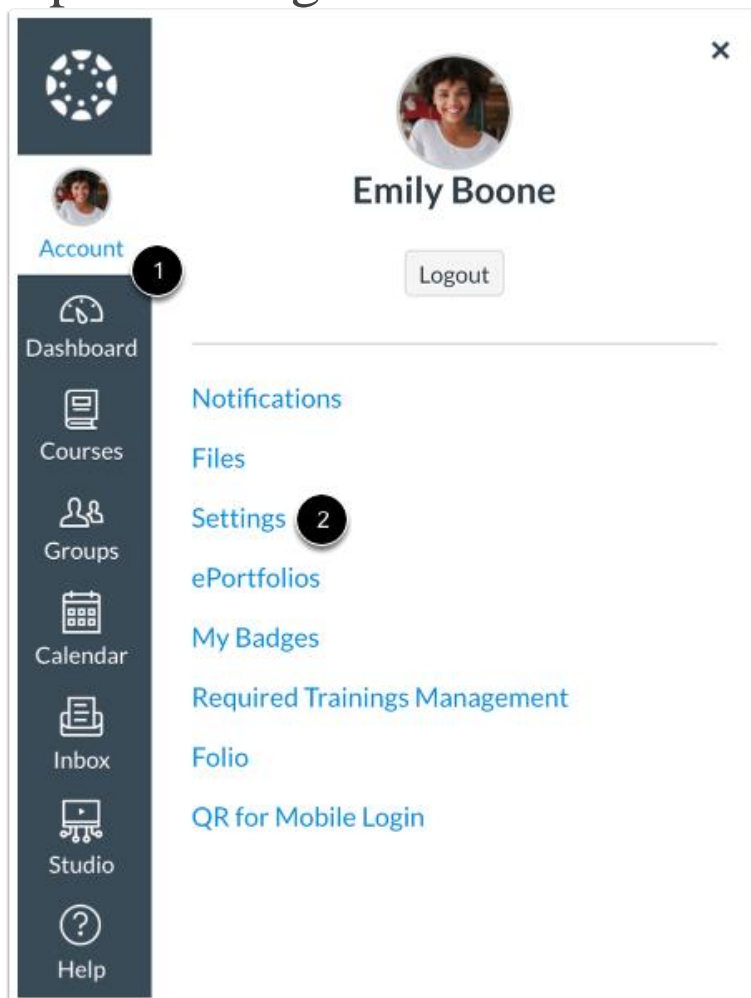 ×
Emily Boone
Account
1
Logout
Dashboard
Notifications
Courses
Files
Settings
2
Groups
ePortfolios
Calendar
My Badges
Required Trainings Management
Inbox
Folio
QR for Mobile Login
Studio
?
Help